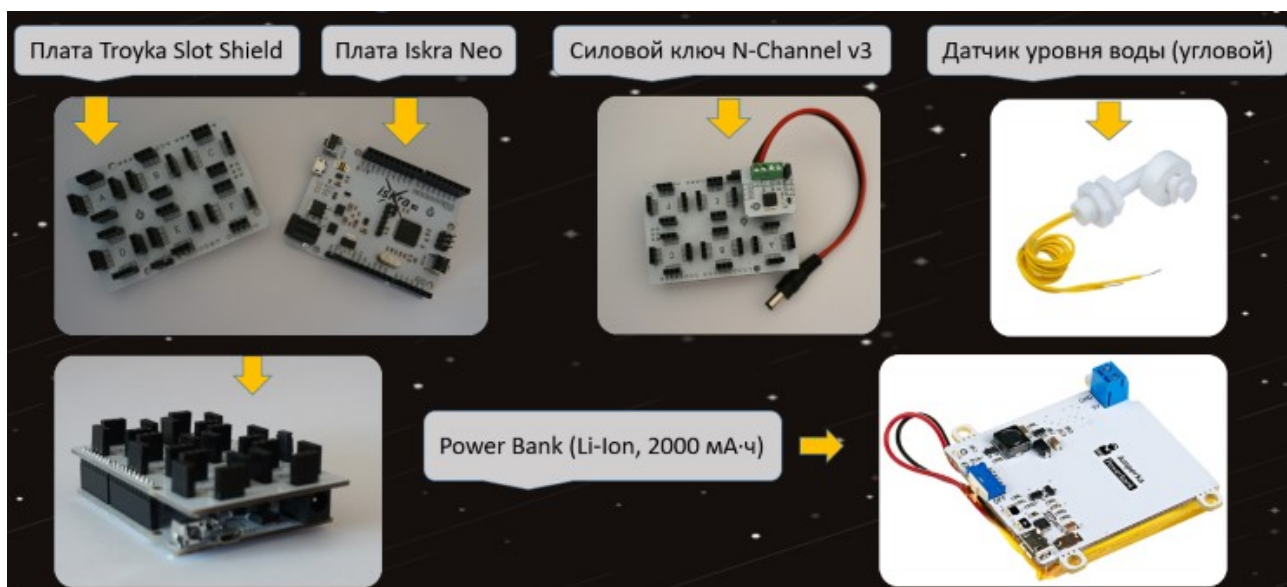 Плата Troyka Slot Shield
Плата Iskra Neo
Силовой ключ N-Channel v3
Датчик уровня воды (угловой)
Power Bank (Li-Ion, 2000 мА·ч)